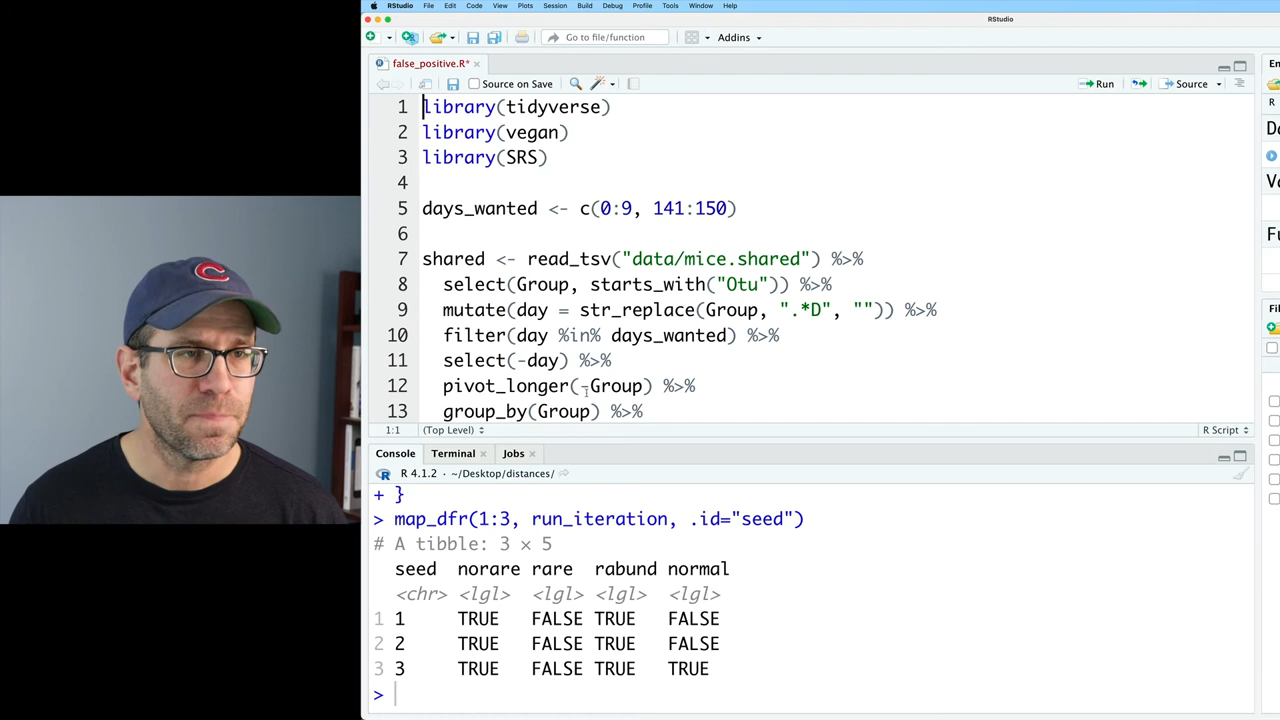 RStudio File Edit Code View Plots Session Build Debug Profile Tools Window Help
RStudio
Go to file/function Addins
false_positive.R*
Source on Save Run Source
1 library(tidyverse)
2 library(vegan)
3 library(SRS)
4
5 days_wanted <- c(0:9, 141:150)
6
7 shared <- read_tsv("data/mice.shared") %>%
8 select(Group, starts_with("Otu")) %>%
9 mutate(day = str_replace(Group, ".*D", "")) %>%
10 filter(day %in% days_wanted) %>%
11 select(-day) %>%
12 pivot_longer(-Group) %>%
13 group_by(Group) %>%
1:1 (Top Level) R Script
Console Terminal Jobs
R 4.1.2 · ~/Desktop/distances/
+ }
> map_dfr(1:3, run_iteration, .id="seed")
# A tibble: 3 × 5
seed norare rare rabund normal
<chr> <lgl> <lgl> <lgl> <lgl>
1 1 TRUE FALSE TRUE FALSE
2 2 TRUE FALSE TRUE FALSE
3 3 TRUE FALSE TRUE TRUE
>
En
R
Da
Va
Fu
Fil
C